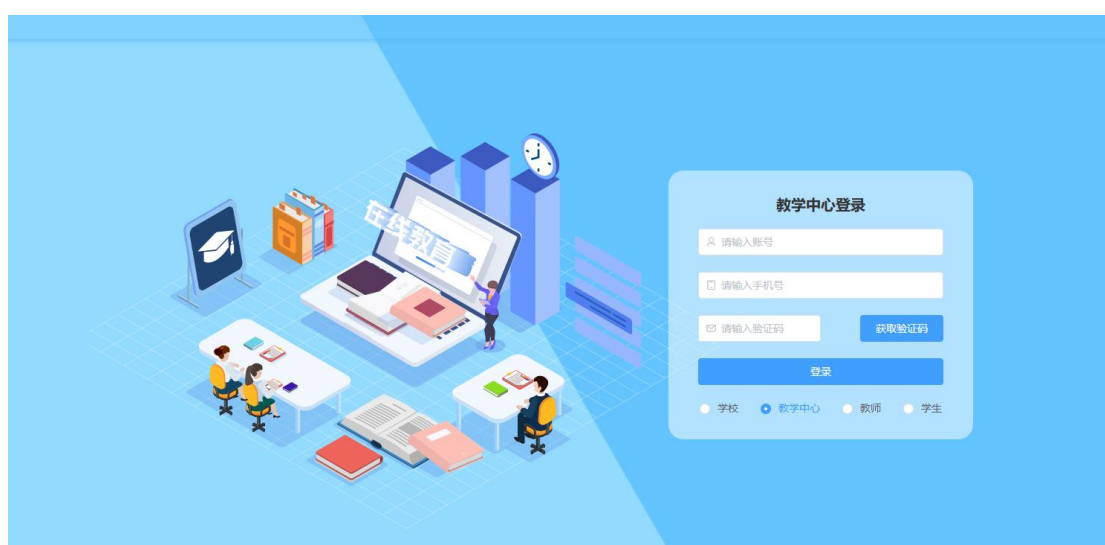 在线教育
教学中心登录
请输入账号
请输入手机号
请输入验证码
获取验证码
登录
学校 教学中心 教师 学生